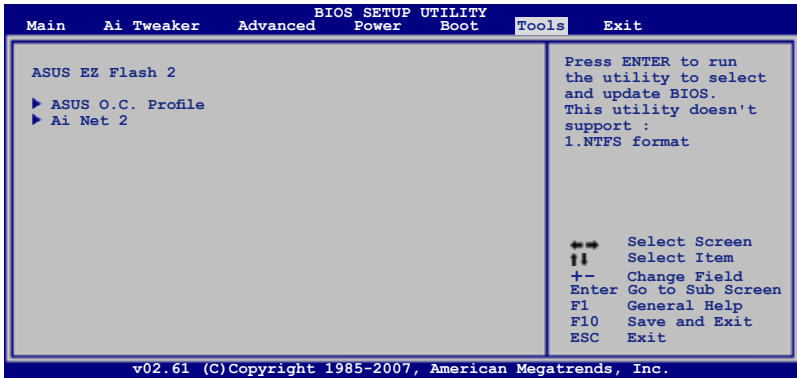 BIOS SETUP UTILITY
Main Ai Tweaker Advanced Power Boot Tools Exit
ASUS EZ Flash 2
ASUS O.C. Profile
Ai Net 2
Press ENTER to run
the utility to select
and update BIOS.
This utility doesn't
support :
1.NTFS format
Select Screen
Select Item
+- Change Field
Enter Go to Sub Screen
F1 General Help
F10 Save and Exit
ESC Exit
v02.61 (C)Copyright 1985-2007, American Megatrends, Inc.